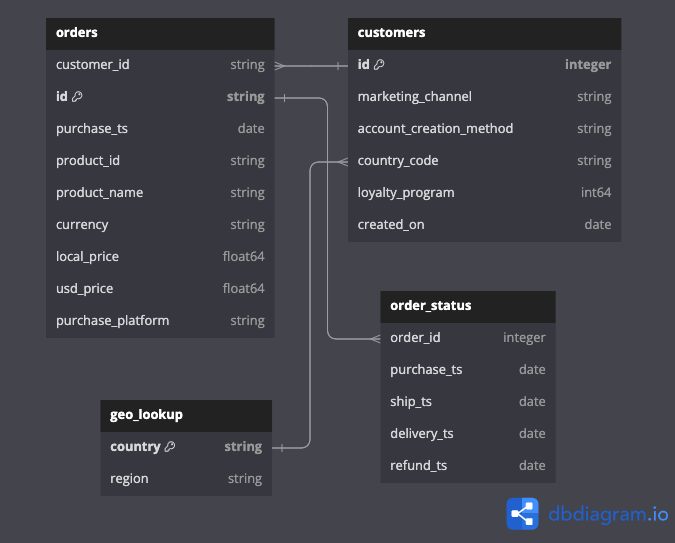 orders
customer_id string
id string
purchase_ts date
product_id string
product_name string
currency string
local_price float64
usd_price float64
purchase_platform string
customers
id integer
marketing_channel string
account_creation_method string
country_code string
loyalty_program int64
created_on date
order_status
order_id integer
purchase_ts date
ship_ts date
delivery_ts date
refund_ts date
geo_lookup
country string
region string
dbdiagram.io